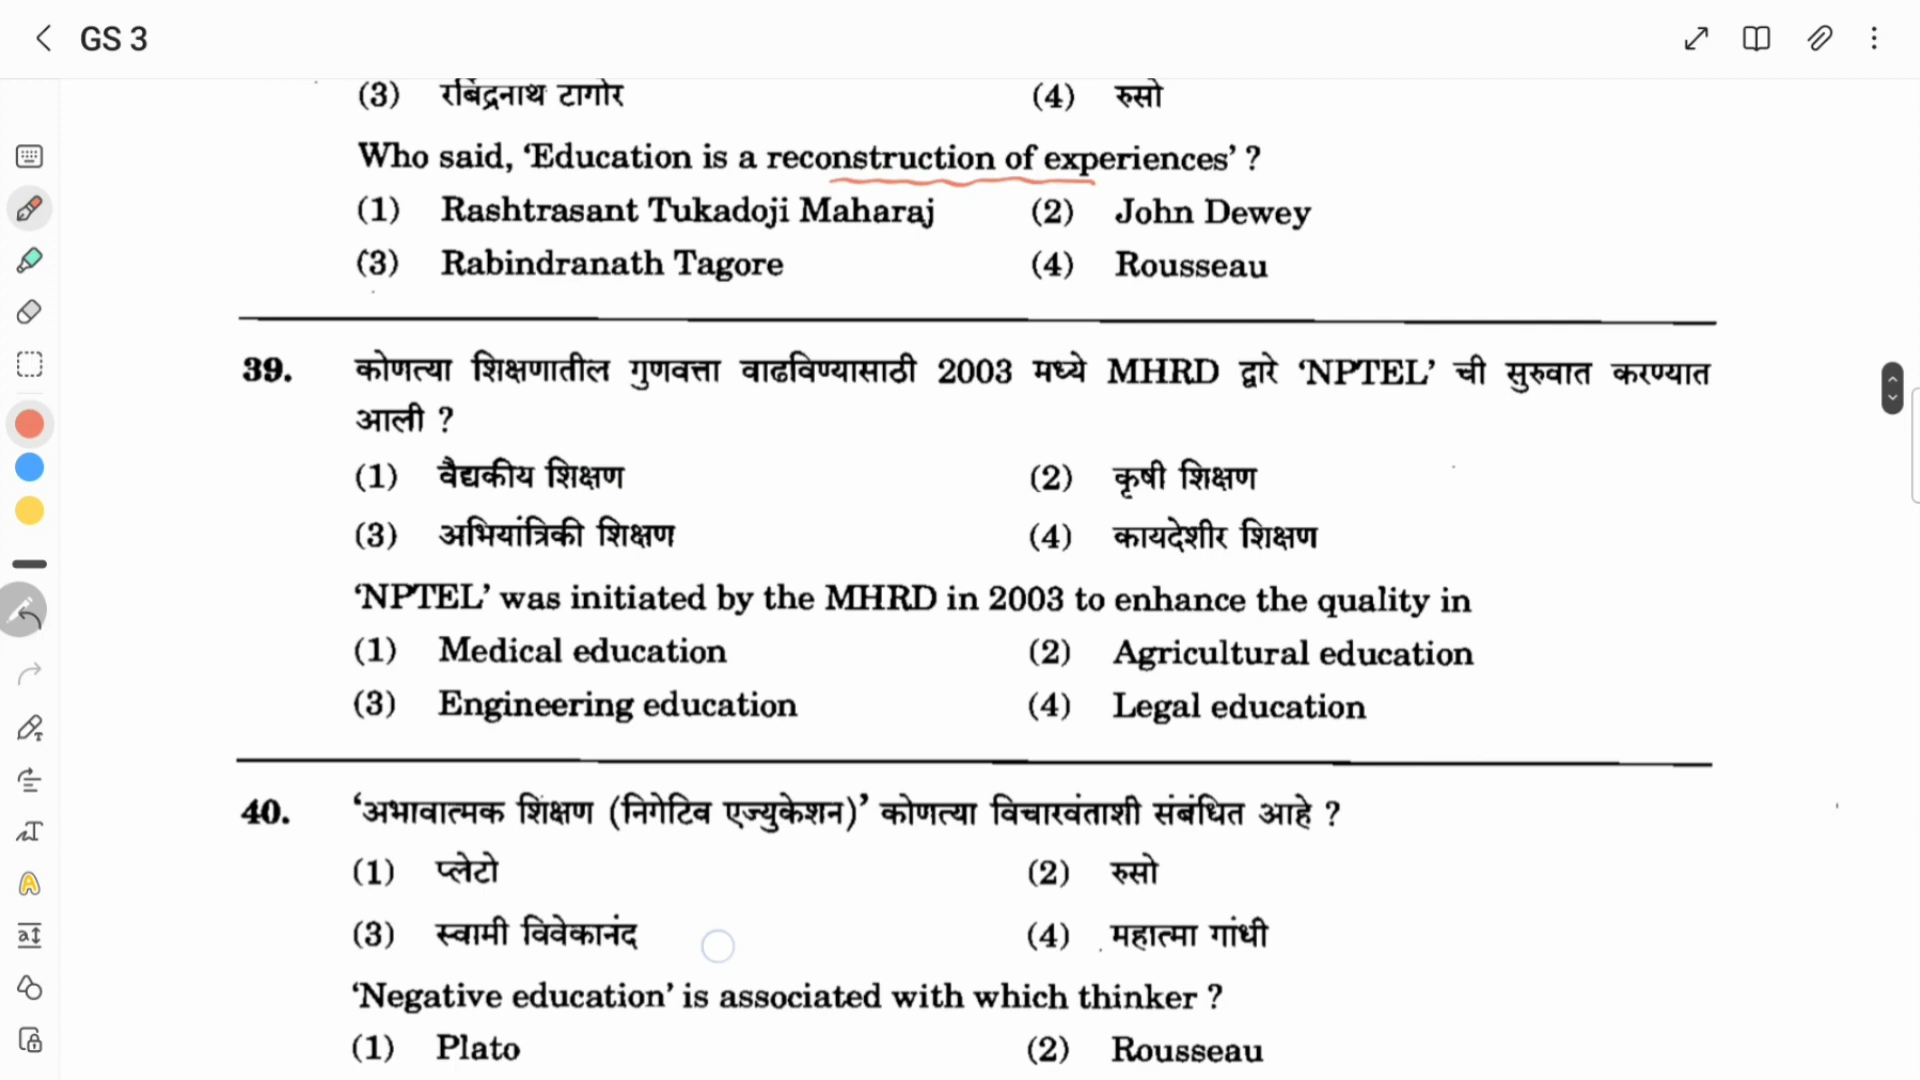 GS 3
(3) रबिंद्रनाथ टागोर (4) रुसो
Who said, ‘Education is a reconstruction of experiences’ ?
(1) Rashtrasant Tukadoji Maharaj (2) John Dewey
(3) Rabindranath Tagore (4) Rousseau
39. कोणत्या शिक्षणातील गुणवत्ता वाढविण्यासाठी 2003 मध्ये MHRD द्वारे ‘NPTEL’ ची सुरुवात करण्यात
आली ?
(1) वैद्यकीय शिक्षण (2) कृषी शिक्षण
(3) अभियांत्रिकी शिक्षण (4) कायदेशीर शिक्षण
‘NPTEL’ was initiated by the MHRD in 2003 to enhance the quality in
(1) Medical education (2) Agricultural education
(3) Engineering education (4) Legal education
40. ‘अभावात्मक शिक्षण (निगेटिव एज्युकेशन)’ कोणत्या विचारवंताशी संबंधित आहे ?
(1) प्लेटो (2) रुसो
(3) स्वामी विवेकानंद (4) महात्मा गांधी
‘Negative education’ is associated with which thinker ?
(1) Plato (2) Rousseau